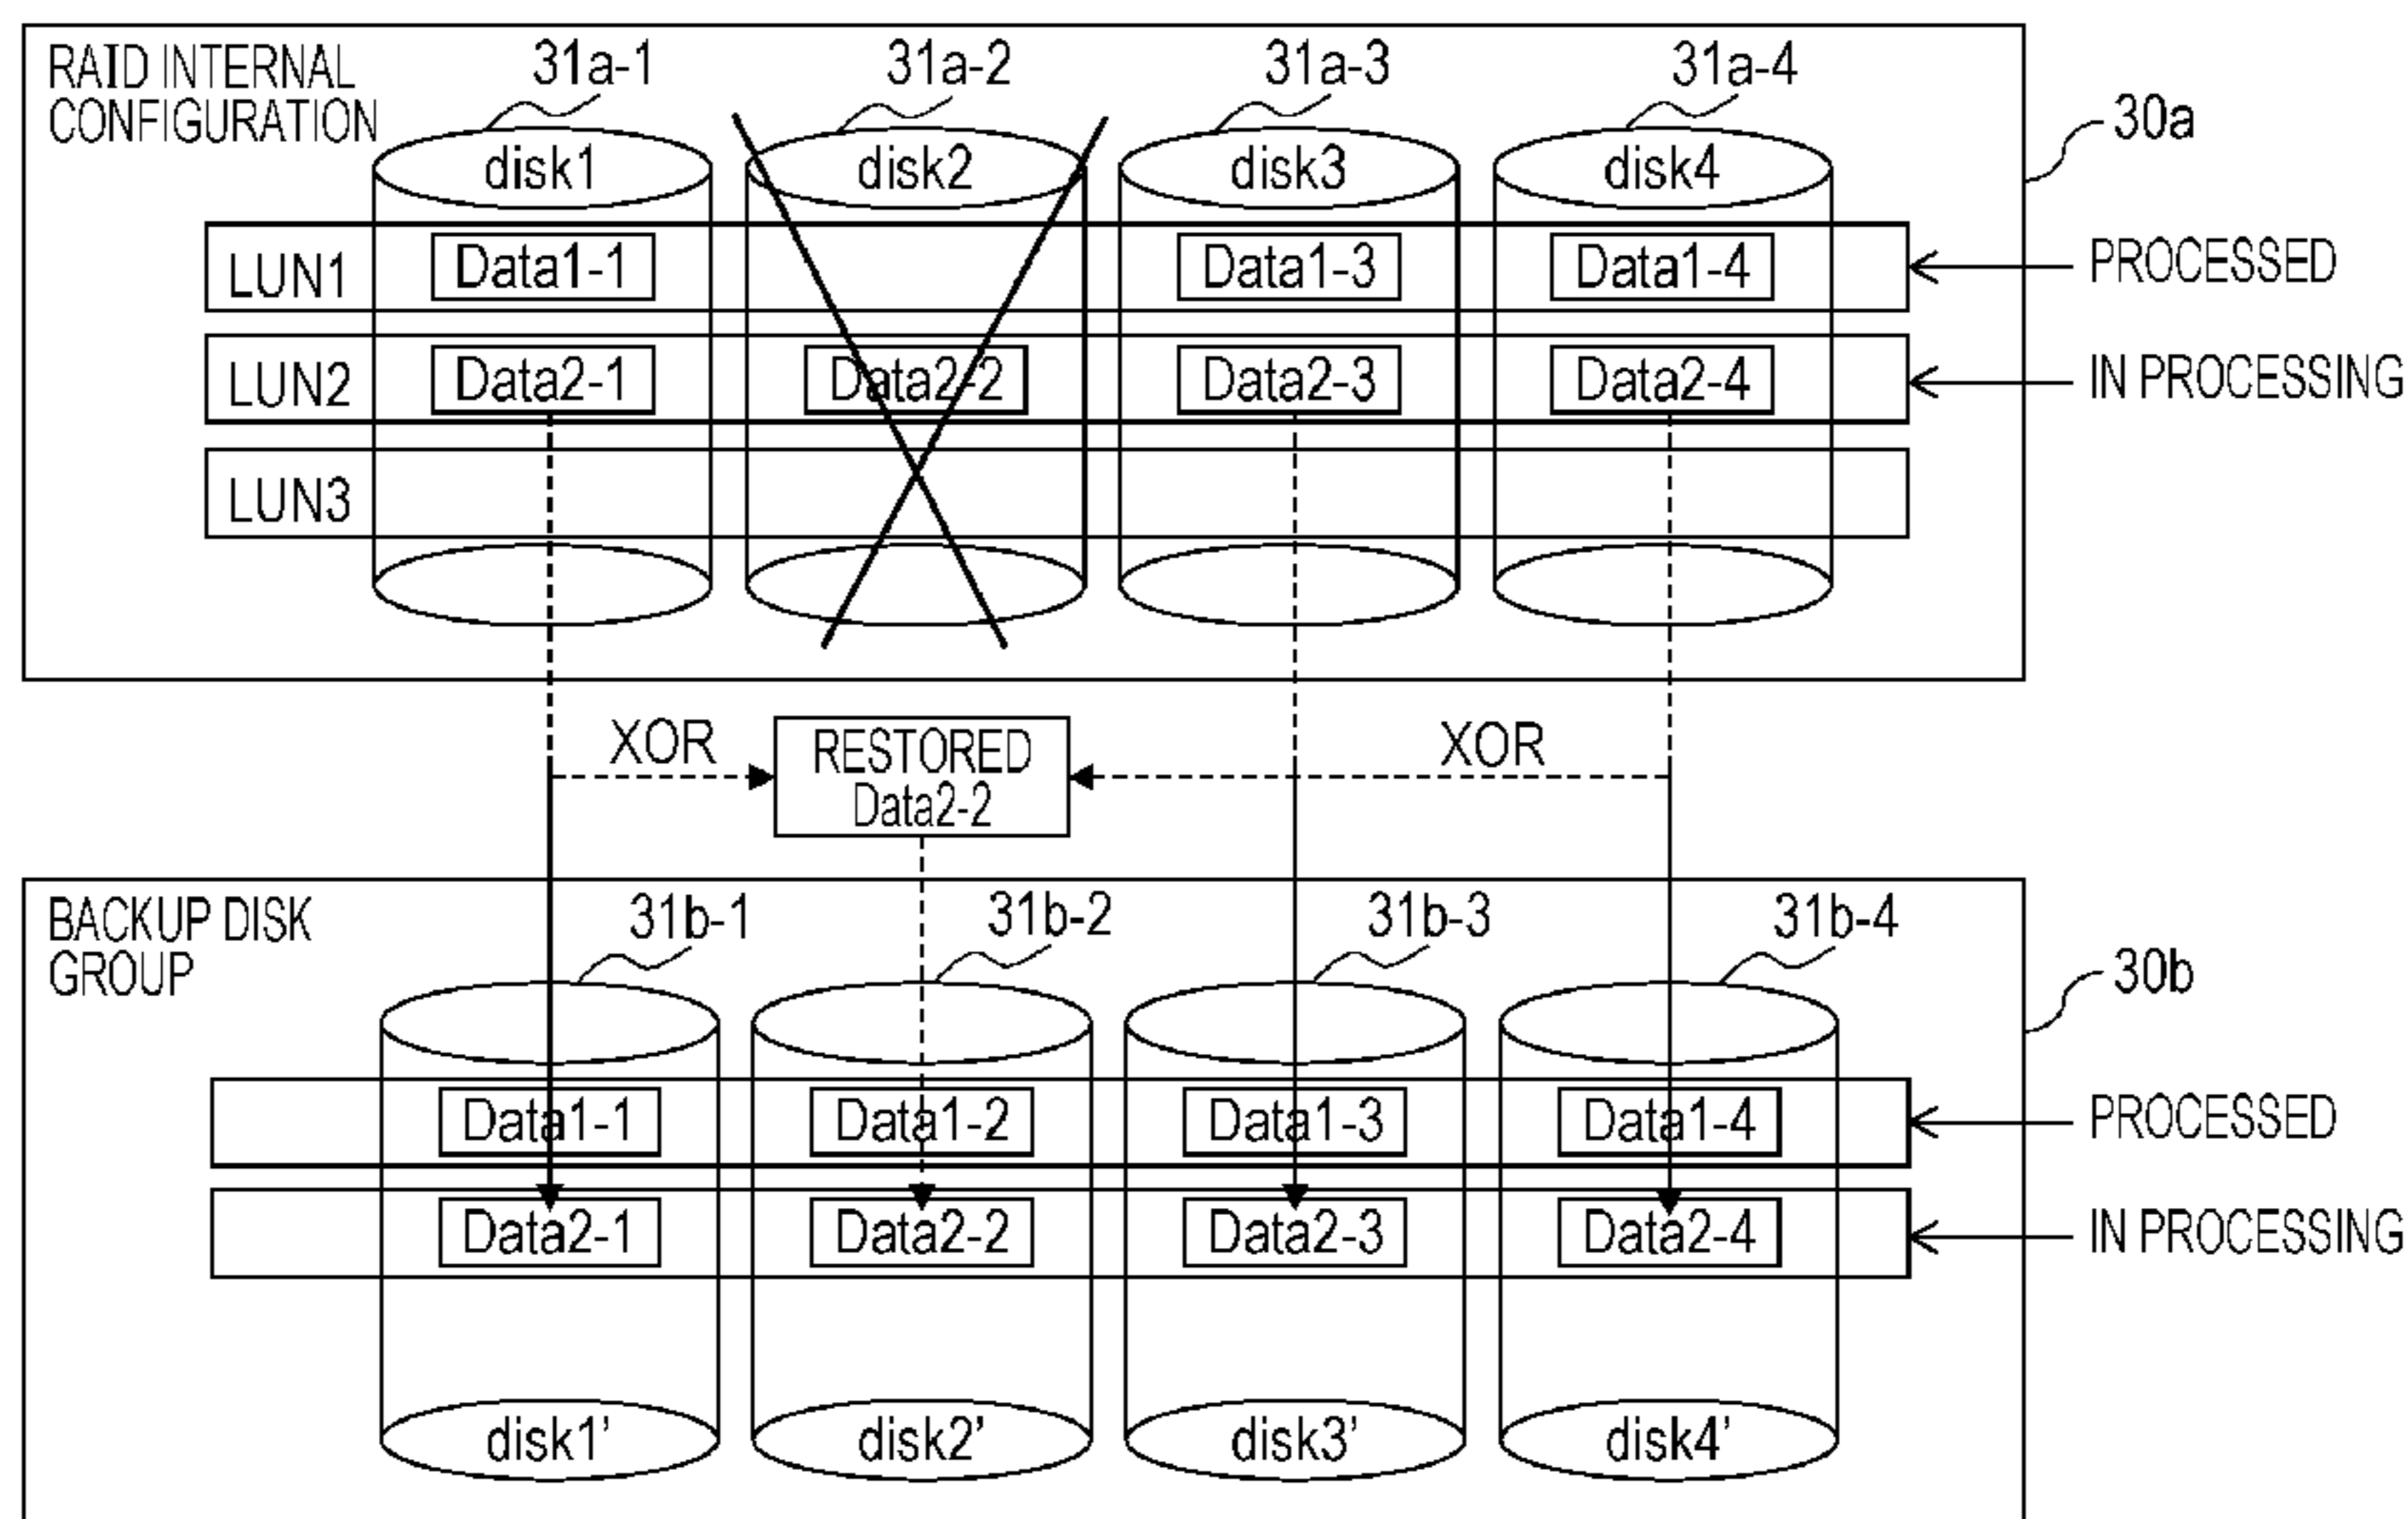 RAID INTERNAL
CONFIGURATION
31a-1
31a-2
31a-3
31a-4
30a
disk1
disk2
disk3
disk4
LUN1
Data1-1
Data1-3
Data1-4
PROCESSED
LUN2
Data2-1
Data2-2
Data2-3
Data2-4
IN PROCESSING
LUN3
XOR
RESTORED
Data2-2
XOR
BACKUP DISK
GROUP
31b-1
31b-2
31b-3
31b-4
30b
Data1-1
Data1-2
Data1-3
Data1-4
PROCESSED
Data2-1
Data2-2
Data2-3
Data2-4
IN PROCESSING
disk1’
disk2’
disk3’
disk4’